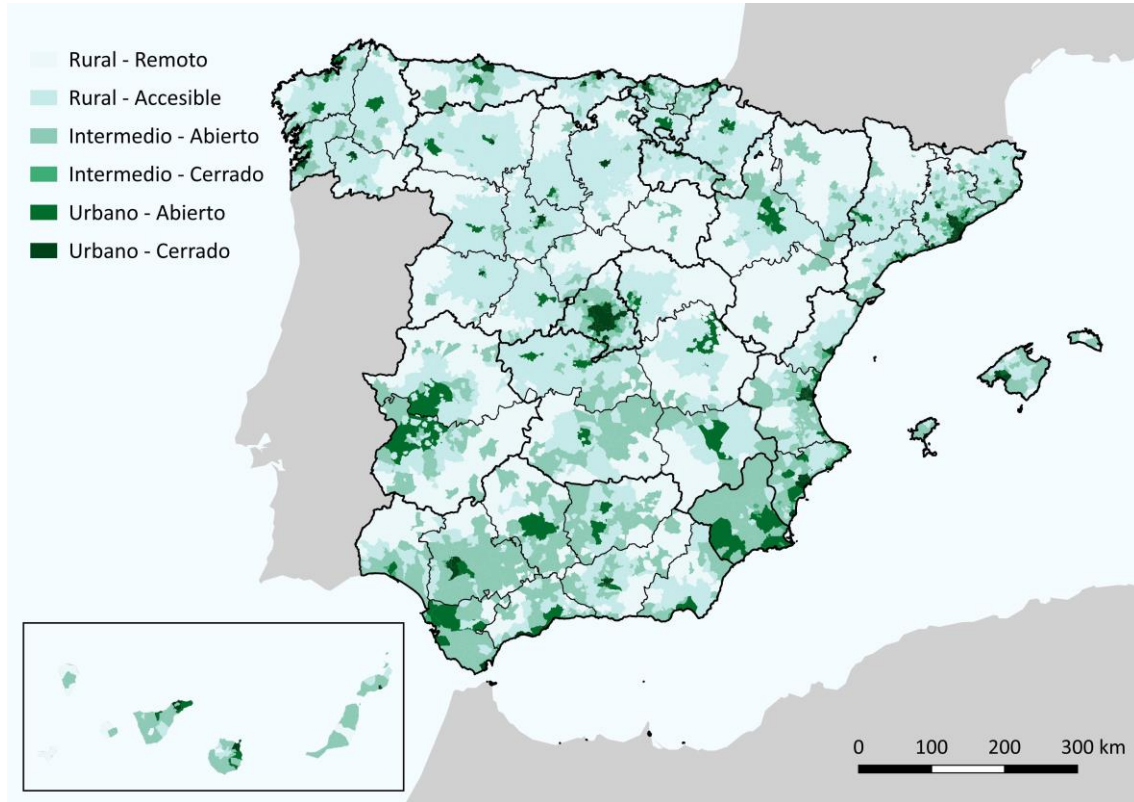 Rural - Remoto
Rural - Accesible
Intermedio - Abierto
Intermedio - Cerrado
Urbano - Abierto
Urbano - Cerrado
0 100 200 300 km